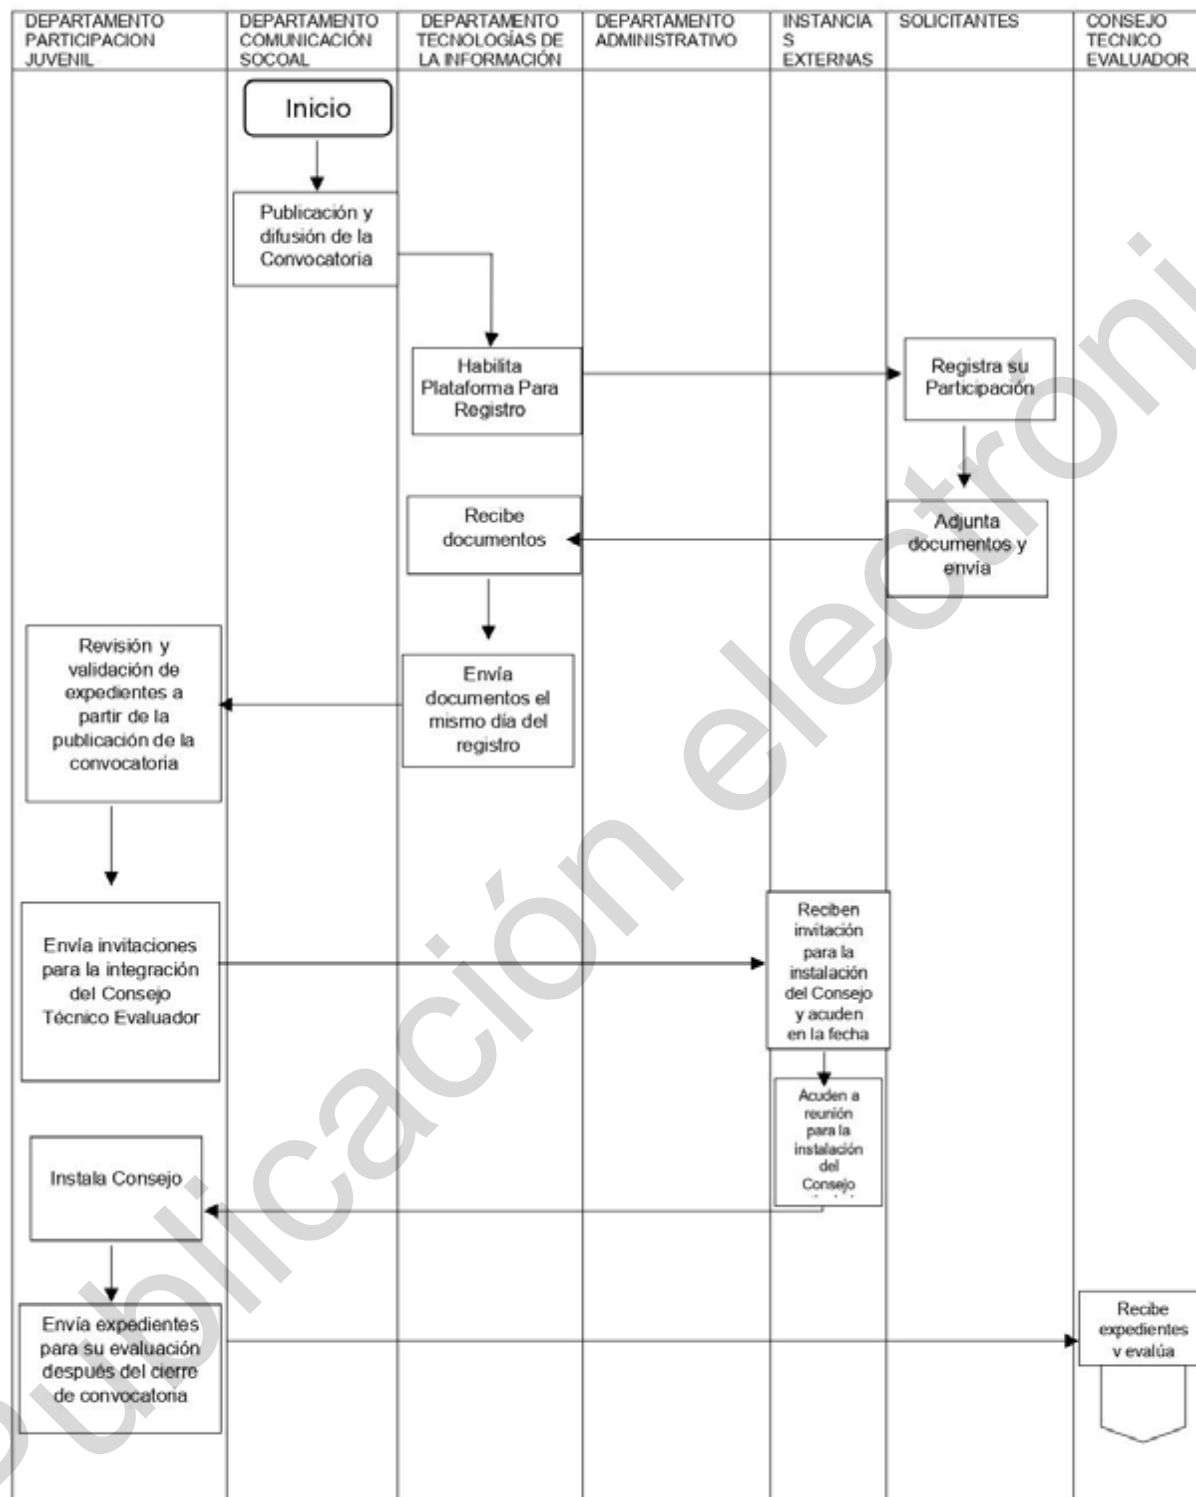 DEPARTAMENTO
PARTICIPACION
JUVENIL
DEPARTAMENTO
COMUNICACIÓN
SOCOAL
DEPARTAMENTO
TECNOLOGÍAS DE
LA INFORMACIÓN
DEPARTAMENTO
ADMINISTRATIVO
INSTANCIA
S
EXTERNAS
SOLICITANTES
CONSEJO
TECNICO
EVALUADOR
Inicio
Publicación y
difusión de la
Convocatoria
Habilita
Plataforma Para
Registro
Registra su
Participación
Adjunta
documentos y
envía
Recibe
documentos
Envía
documentos el
mismo día del
registro
Revisión y
validación de
expedientes a
partir de la
publicación de la
convocatoria
Envía invitaciones
para la integración
del Consejo
Técnico Evaluador
Reciben
invitación
para la
instalación
del Consejo
y acuden
en la fecha
Acuden a
reunión
para la
instalación
del
Consejo
Instala Consejo
Envía expedientes
para su evaluación
después del cierre
de convocatoria
Recibe
expedientes
y evalúa
Publicación electróni